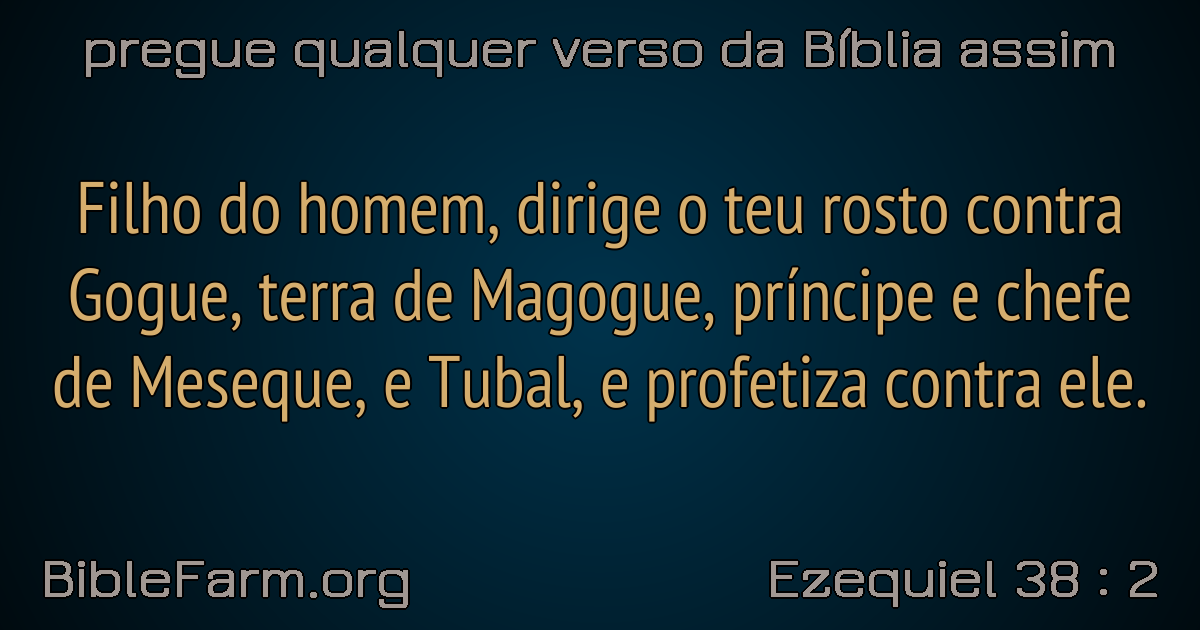 pregue qualquer verso da Bíblia assim
Filho do homem, dirige o teu rosto contra
Gogue, terra de Magogue, príncipe e chefe
de Meseque, e Tubal, e profetiza contra ele.
BibleFarm.org
Ezequiel 38 : 2